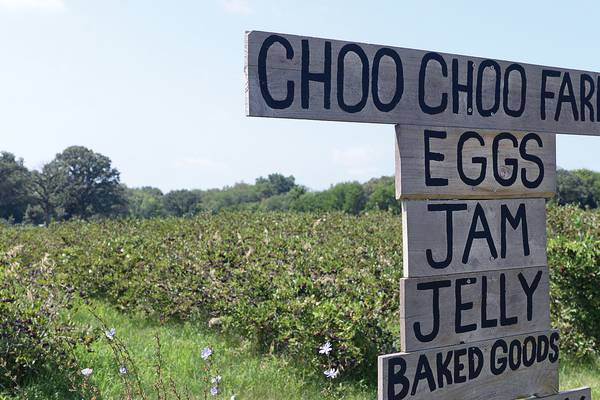 CHOO CHOO FAR
EGGS
JAM
JELLY
BAKED GOODS